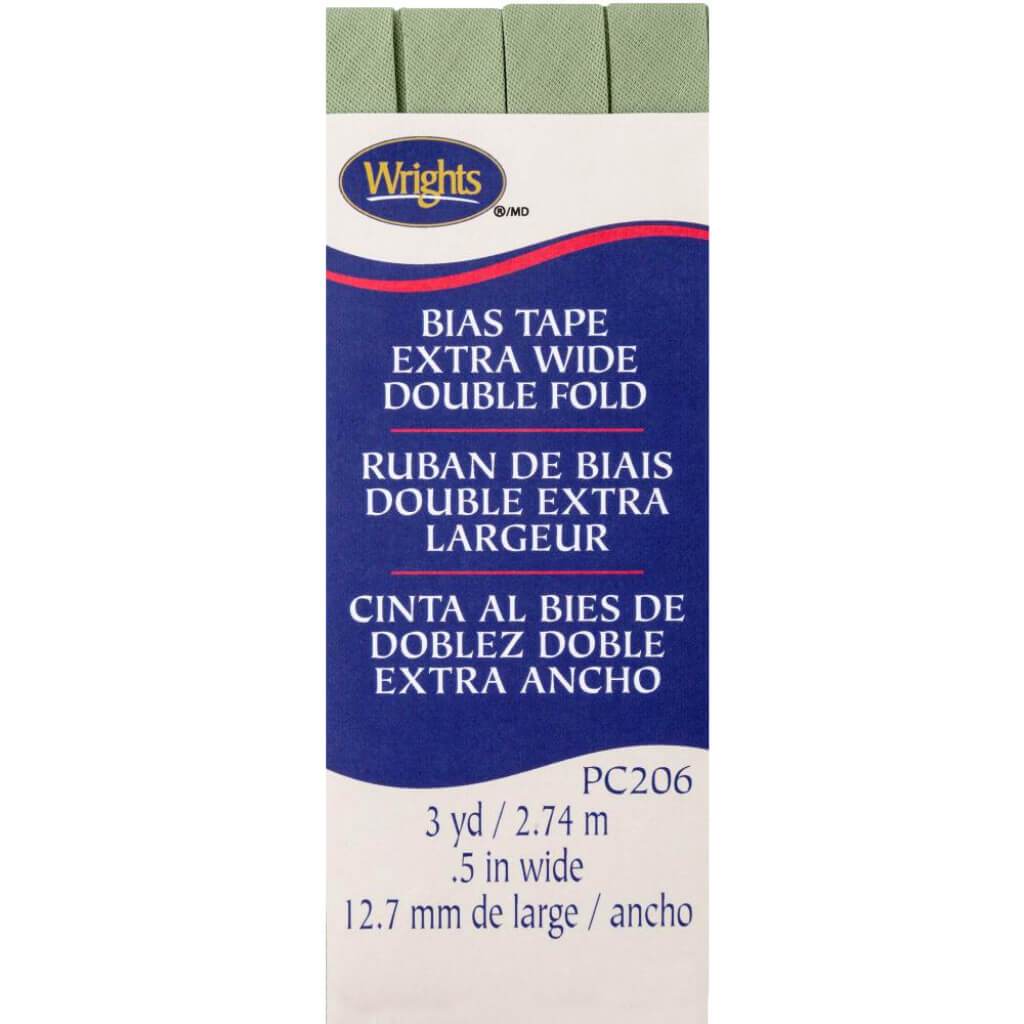 Wrights
®/MD
BIAS TAPE
EXTRA WIDE
DOUBLE FOLD
RUBAN DE BIAIS
DOUBLE EXTRA
LARGEUR
CINTA AL BIES DE
DOBLEZ DOBLE
EXTRA ANCHO
PC206
3 yd / 2.74 m
.5 in wide
12.7 mm de large / ancho